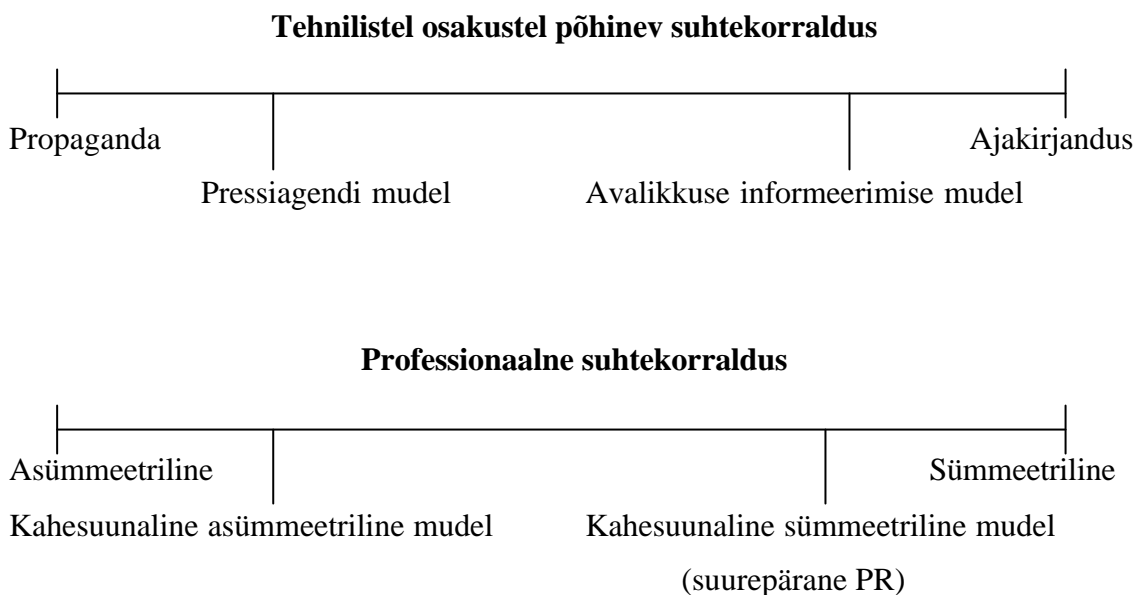 Tehnilistel osakustel põhinev suhtekorraldus
Propaganda
Ajakirjandus
Pressiagendi mudel
Avalikkuse informeerimise mudel
Professionaalne suhtekorraldus
Asümmeetriline
Sümmeetriline
Kahesuunaline asümmeetriline mudel
Kahesuunaline sümmeetriline mudel
(suurepärane PR)